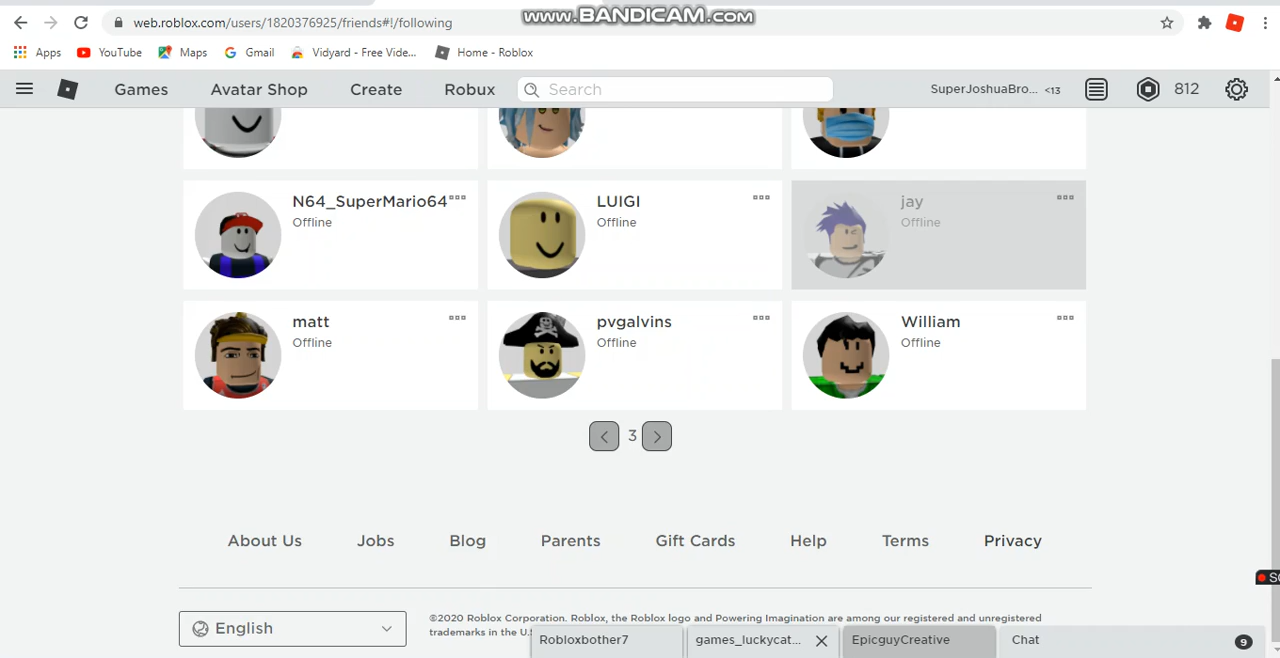 www.BANDICAM.com
web.roblox.com/users/1820376925/friends#!/following
Apps YouTube Maps Gmail Vidyard - Free Vide... Home - Roblox
Games Avatar Shop Create Robux Search SuperJoshuaBro... <13 812
N64_SuperMario64 LUIGI jay
Offline Offline Offline
matt pvgalvins William
Offline Offline Offline
3
About Us Jobs Blog Parents Gift Cards Help Terms Privacy
English
©2020 Roblox Corporation. Roblox, the Roblox logo and Powering Imagination are among our registered and unregistered
trademarks in the U.S
Robloxbother7 games_luckycat... EpicguyCreative Chat 9